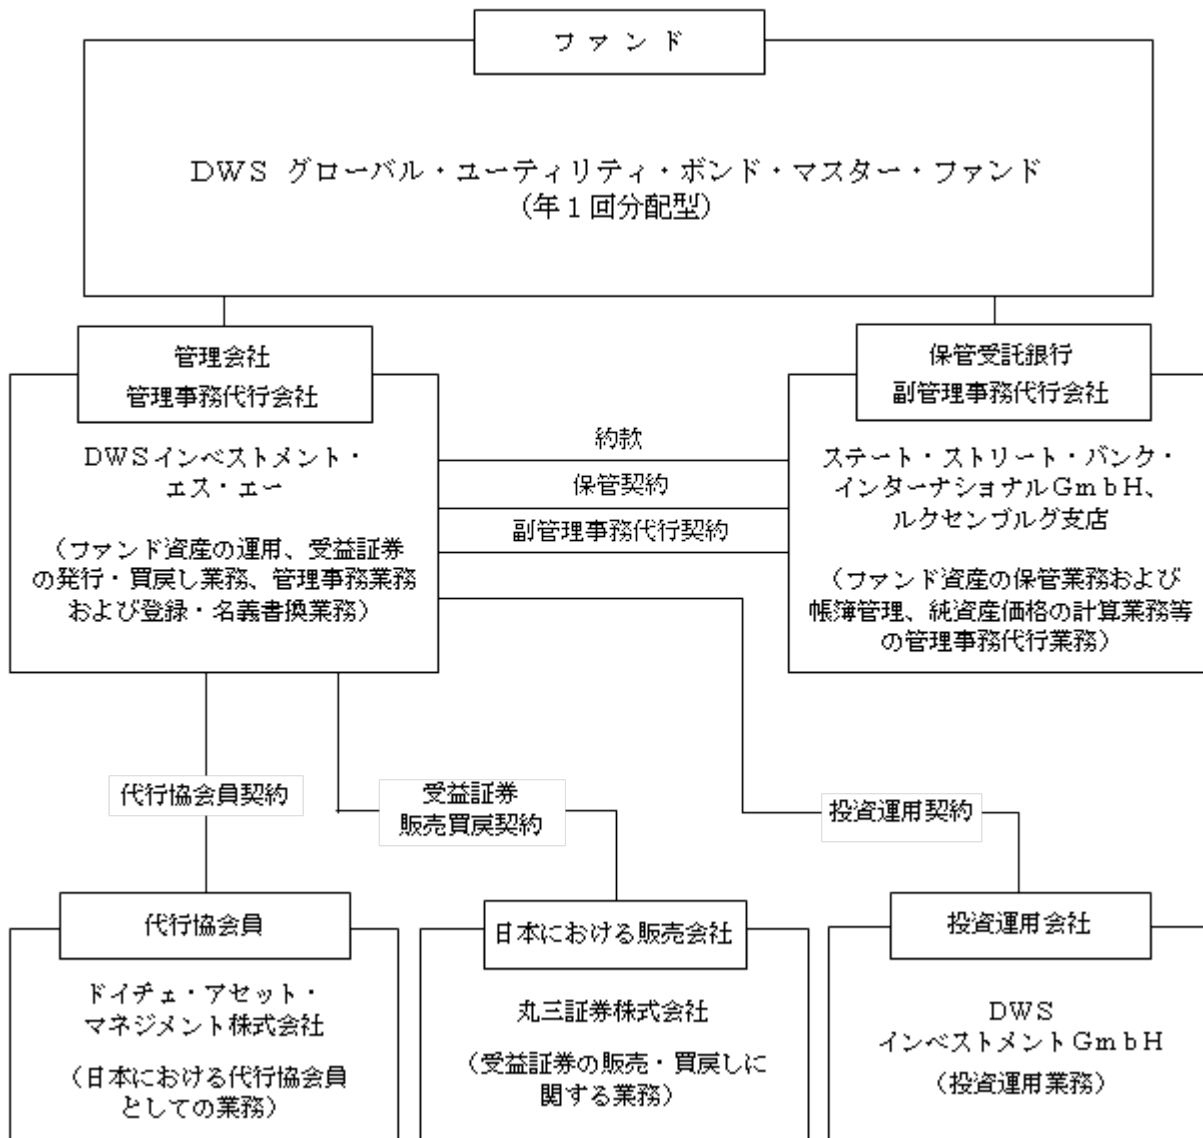 ファンド
DWS グローバル・ユーティリティ・ボンド・マスター・ファンド
（年１回分配型）
管理会社
管理事務代行会社
DWSインベストメント・
エス・エー
（ファンド資産の運用、受益証券
の発行・買戻し業務、管理事務業務
および登録・名義書換業務）
約款
保管契約
副管理事務代行契約
保管受託銀行
副管理事務代行会社
ステート・ストリート・バンク・
インターナショナルGmbH、
ルクセンブルグ支店
（ファンド資産の保管業務および
帳簿管理、純資産価格の計算業務等
の管理事務代行業務）
代行協会員契約
受益証券
販売買戻契約
投資運用契約
代行協会員
ドイチェ・アセット・
マネジメント株式会社
（日本における代行協会員
としての業務）
日本における販売会社
丸三証券株式会社
（受益証券の販売・買戻しに
関する業務）
投資運用会社
DWS
インベストメントGmbH
（投資運用業務）